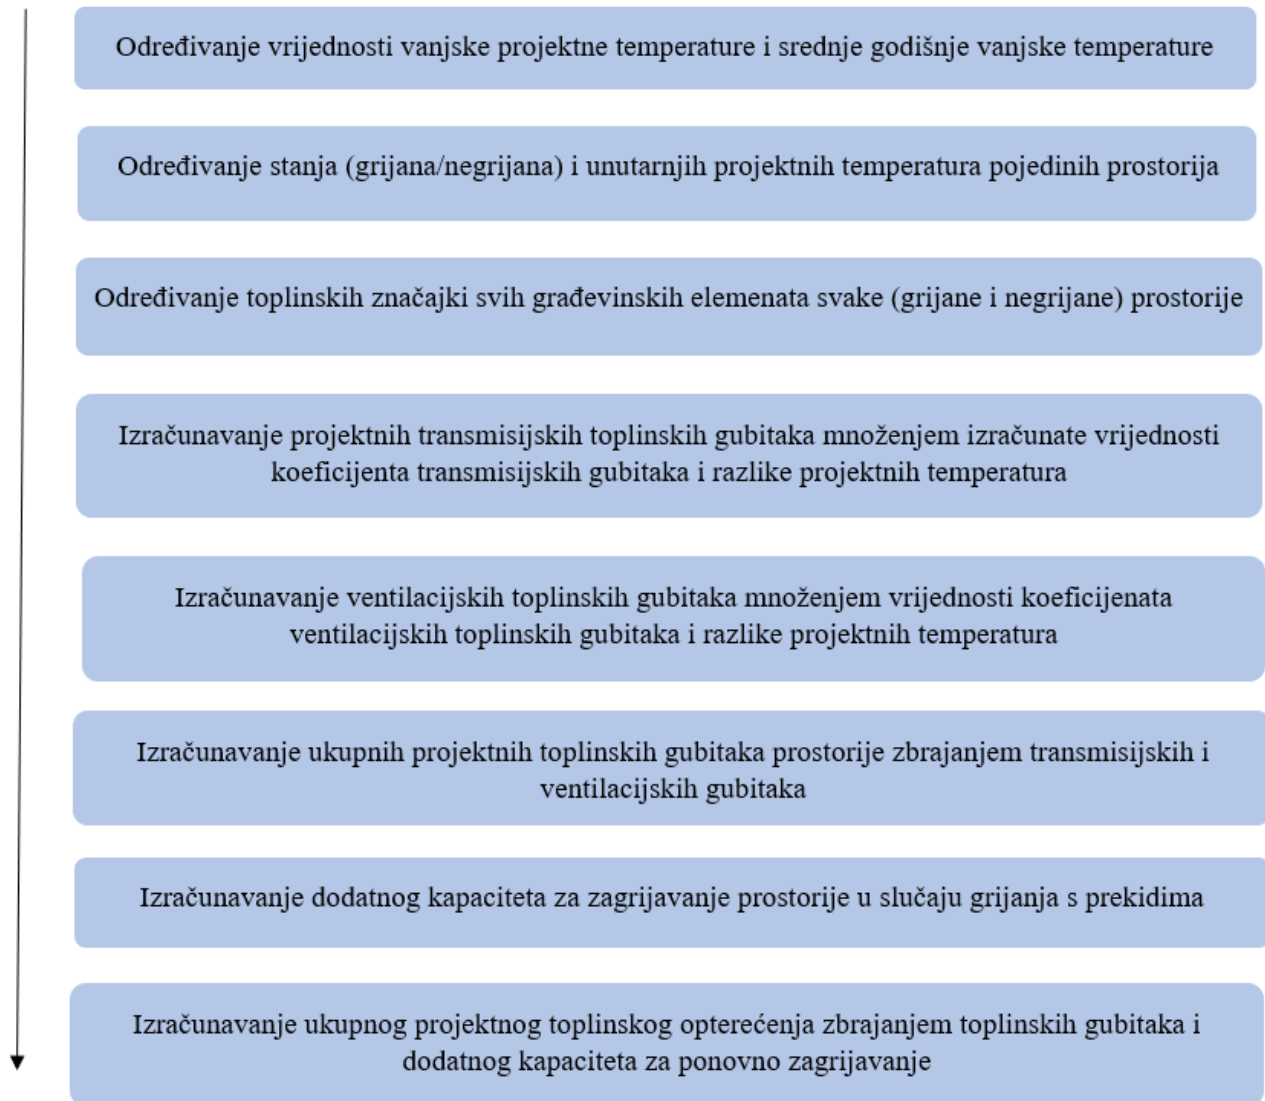 Određivanje vrijednosti vanjske projektne temperature i srednje godišnje vanjske temperature
Određivanje stanja (grijana/negrijana) i unutarnjih projektnih temperatura pojedinih prostorija
Određivanje toplinskih značajki svih građevinskih elemenata svake (grijane i negrijane) prostorije
Izračunavanje projektnih transmisijskih toplinskih gubitaka množenjem izračunate vrijednosti
koeficijenta transmisijskih gubitaka i razlike projektnih temperatura
Izračunavanje ventilacijskih toplinskih gubitaka množenjem vrijednosti koeficijenata
ventilacijskih toplinskih gubitaka i razlike projektnih temperatura
Izračunavanje ukupnih projektnih toplinskih gubitaka prostorije zbrajanjem transmisijskih i
ventilacijskih gubitaka
Izračunavanje dodatnog kapaciteta za zagrijavanje prostorije u slučaju grijanja s prekidima
Izračunavanje ukupnog projektnog toplinskog opterećenja zbrajanjem toplinskih gubitaka i
dodatnog kapaciteta za ponovno zagrijavanje